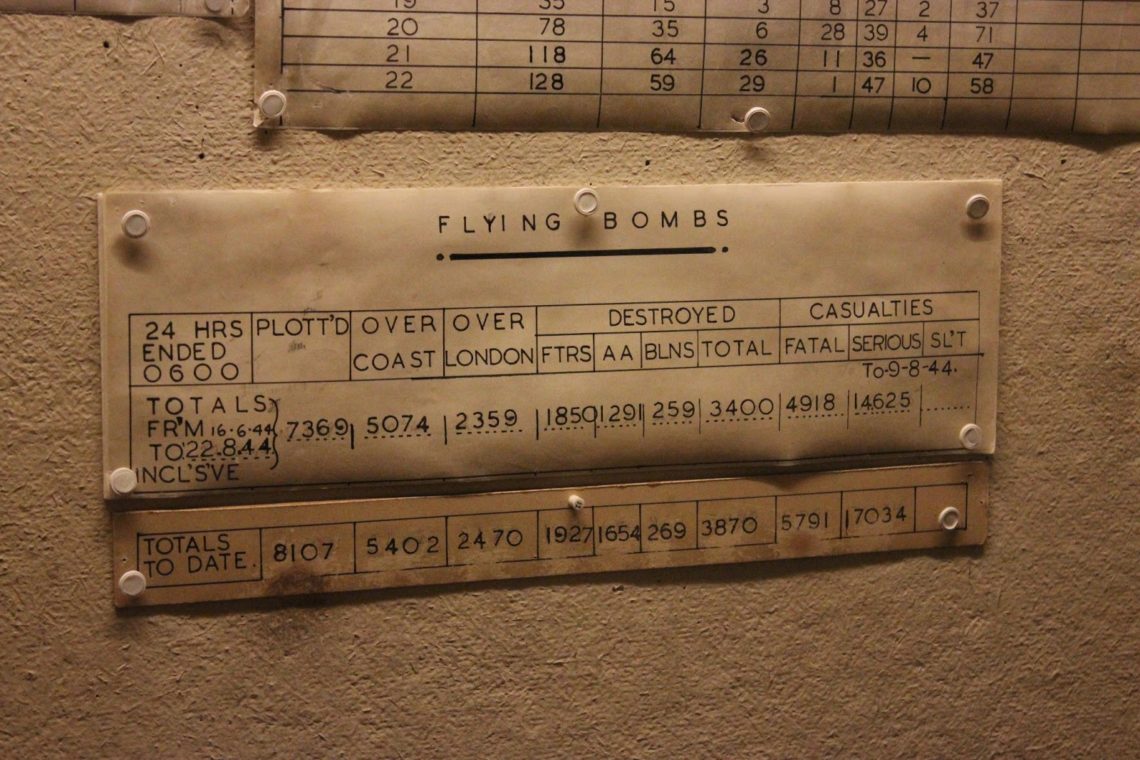 19 35 15 3 8 27 2 37
20 78 35 6 28 39 4 71
21 118 64 26 11 36 — 47
22 128 59 29 1 47 10 58
FLYING BOMBS
24 HRS ENDED 0600 PLOTT'D OVER COAST OVER LONDON DESTROYED CASUALTIES
FTRS AA BLNS TOTAL FATAL SERIOUS SL'T
To-9-8-44.
TOTALS
FR'M 16·6·44 7369 5074 2359 1850 1291 259 3400 4918 14625
TO 22.8.44
INCL'S'VE
TOTALS
TO DATE. 8107 5402 2470 1927 1654 269 3870 5791 17034